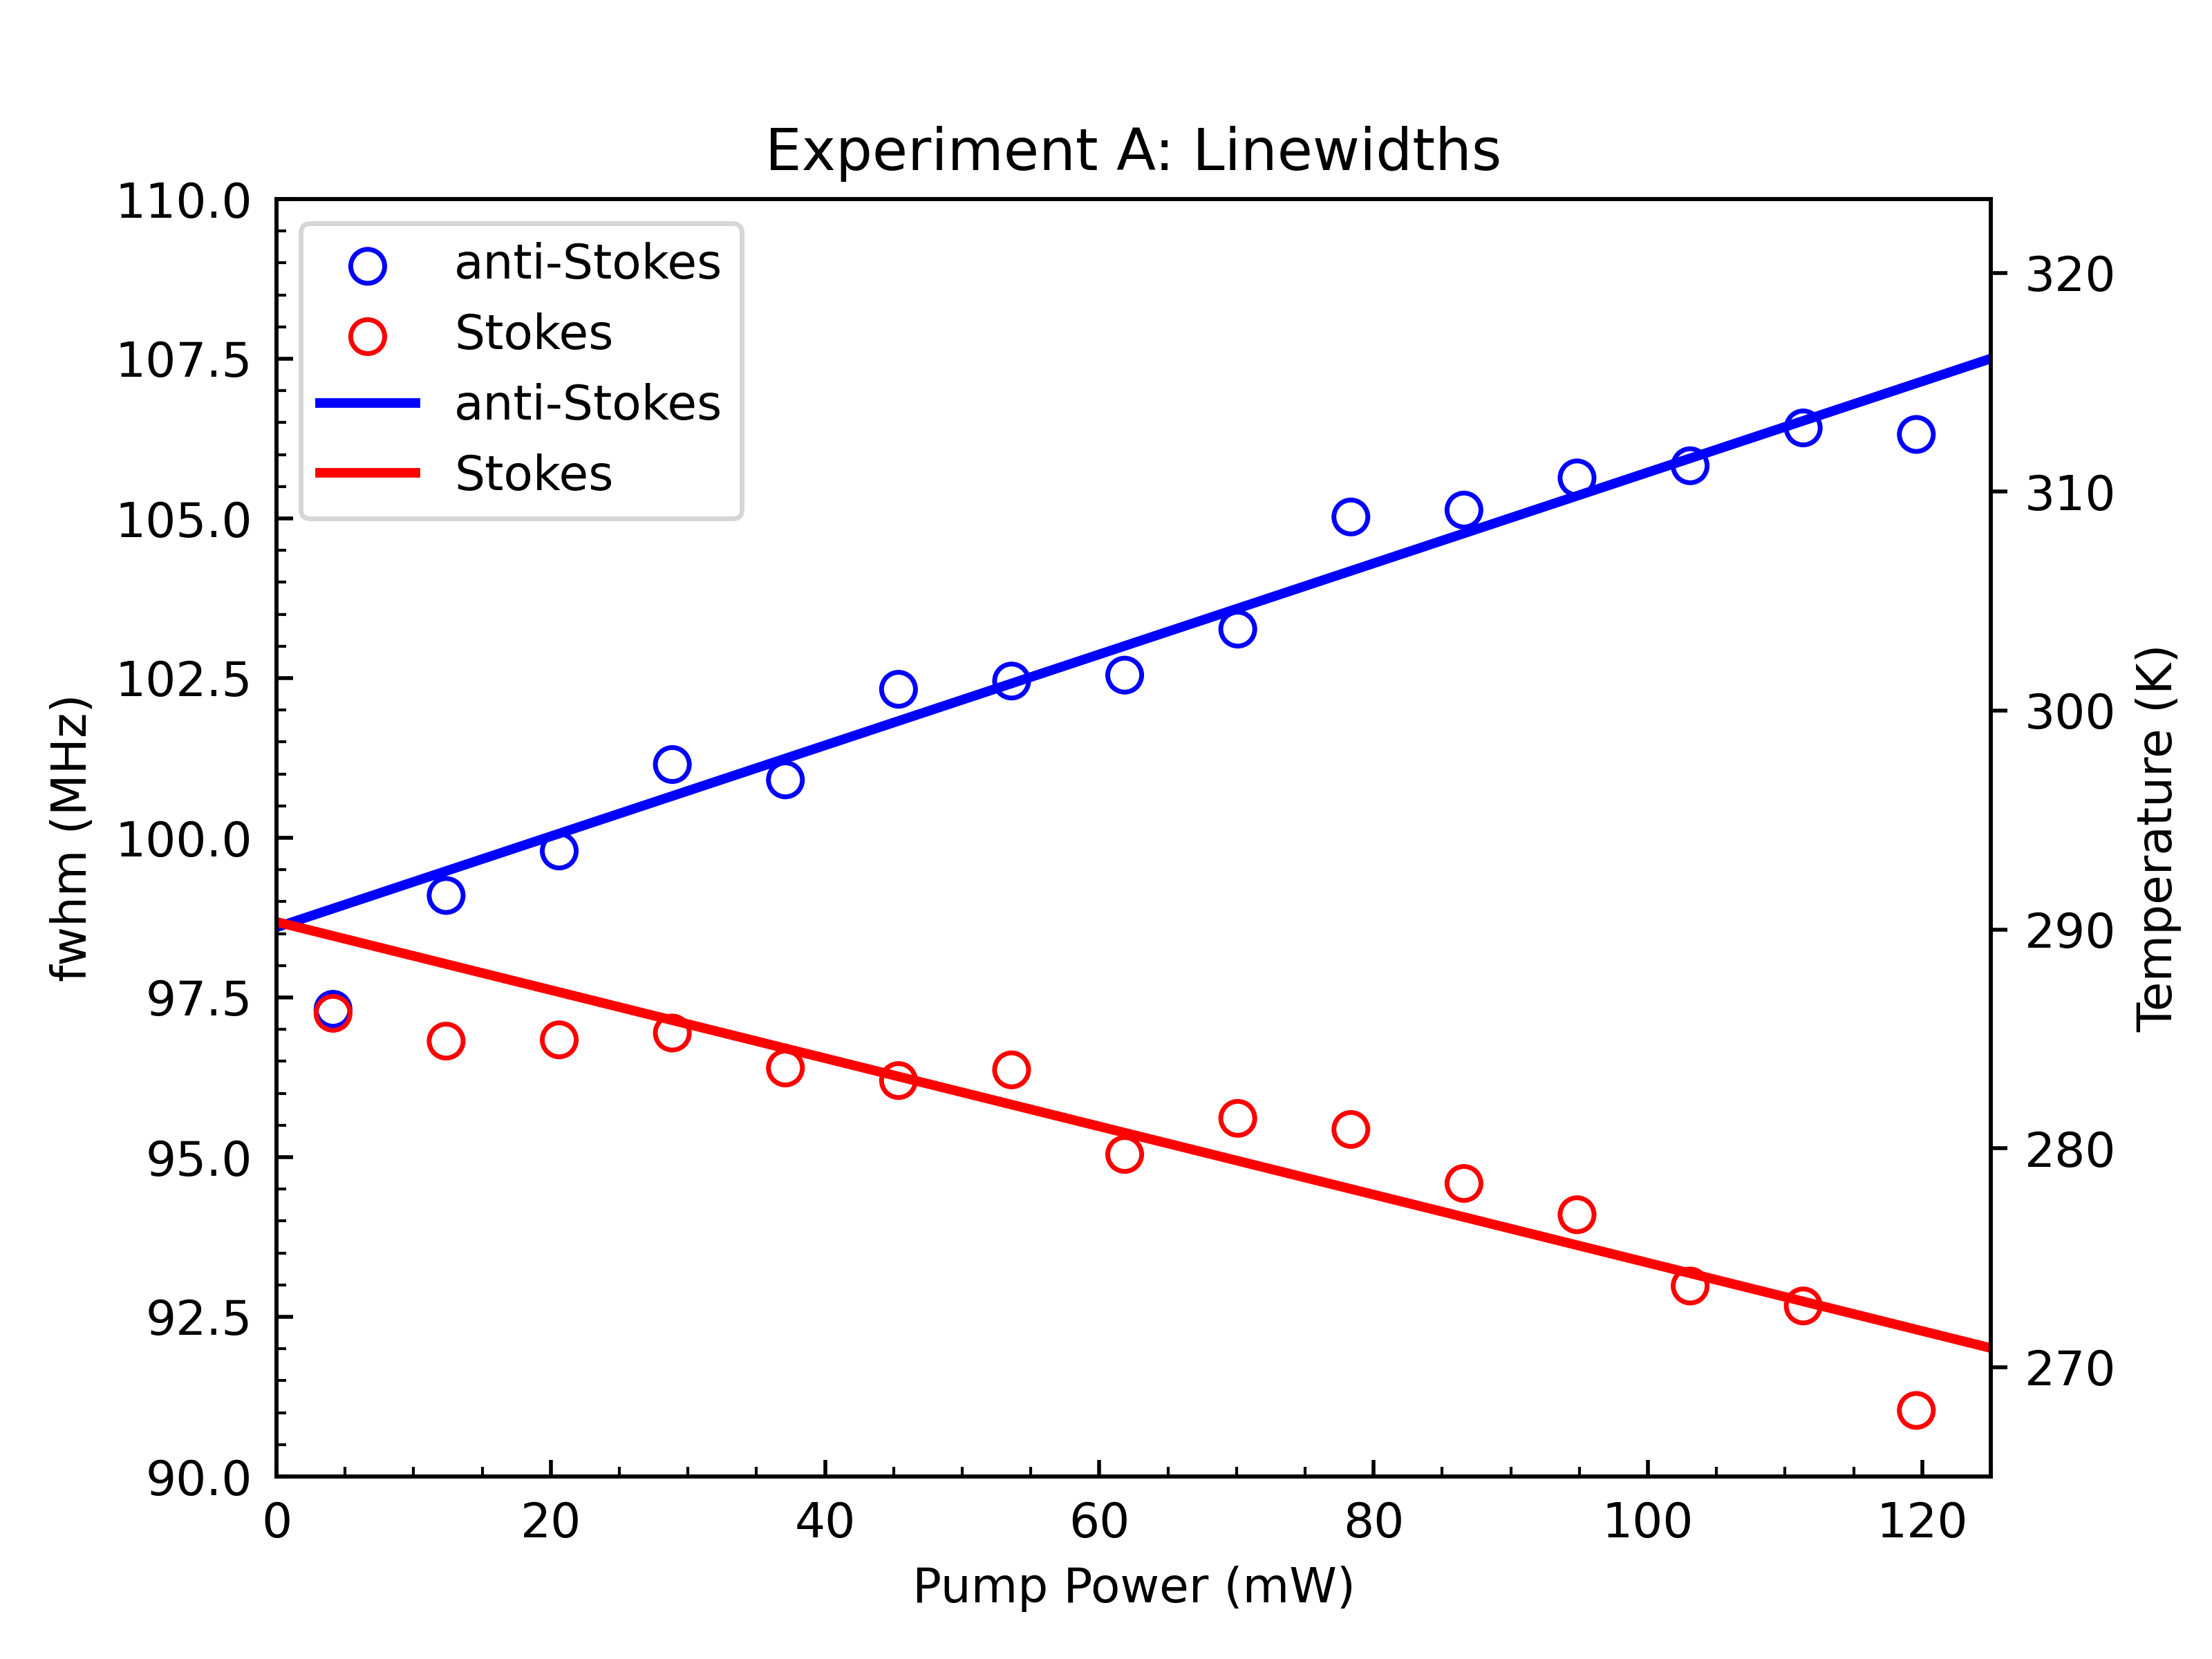 Experiment A: Linewidths
anti-Stokes
Stokes
anti-Stokes
Stokes
fwhm (MHz)
110.0
107.5
105.0
102.5
100.0
97.5
95.0
92.5
90.0
Temperature (K)
320
310
300
290
280
270
0 20 40 60 80 100 120
Pump Power (mW)